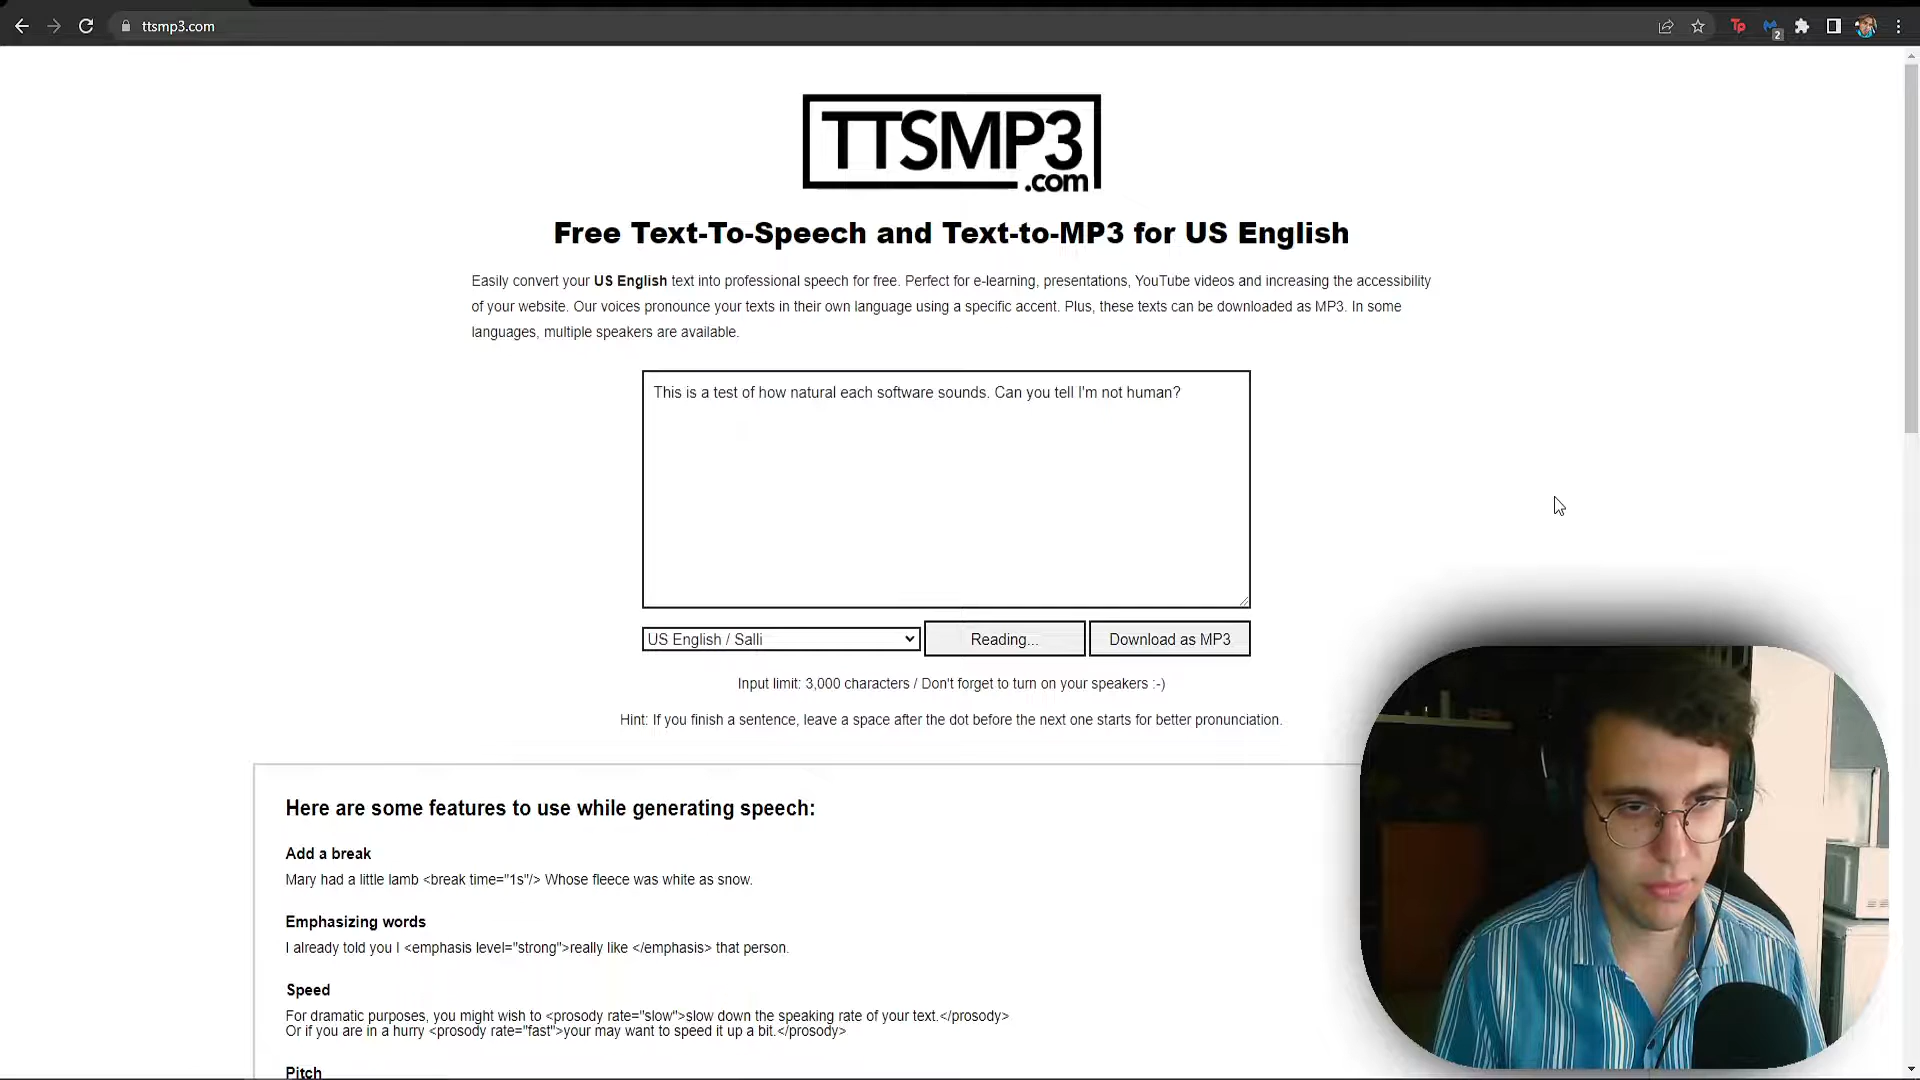 ttsmp3.com
Tp
2
TTSMP3
.com
Free Text-To-Speech and Text-to-MP3 for US English
Easily convert your US English text into professional speech for free. Perfect for e-learning, presentations, YouTube videos and increasing the accessibility
of your website. Our voices pronounce your texts in their own language using a specific accent. Plus, these texts can be downloaded as MP3. In some
languages, multiple speakers are available.
This is a test of how natural each software sounds. Can you tell I'm not human?
US English / Salli
Reading...
Download as MP3
Input limit: 3,000 characters / Don't forget to turn on your speakers :-)
Hint: If you finish a sentence, leave a space after the dot before the next one starts for better pronunciation.
Here are some features to use while generating speech:
Add a break
Mary had a little lamb <break time="1s"/> Whose fleece was white as snow.
Emphasizing words
I already told you I <emphasis level="strong">really like </emphasis> that person.
Speed
For dramatic purposes, you might wish to <prosody rate="slow">slow down the speaking rate of your text.</prosody>
Or if you are in a hurry <prosody rate="fast">your may want to speed it up a bit.</prosody>
Pitch